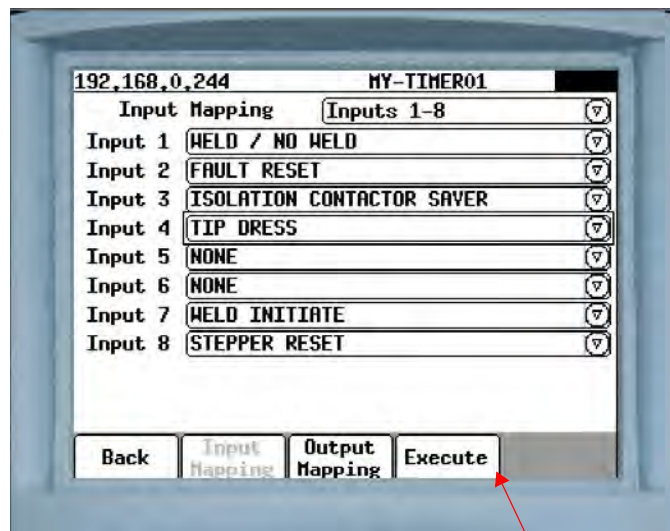 192,168,0,244 MY-TIMER01
Input Mapping Inputs 1-8
Input 1 WELD / NO WELD
Input 2 FAULT RESET
Input 3 ISOLATION CONTACTOR SAVER
Input 4 TIP DRESS
Input 5 NONE
Input 6 NONE
Input 7 WELD INITIATE
Input 8 STEPPER RESET
Back Input Mapping Output Mapping Execute